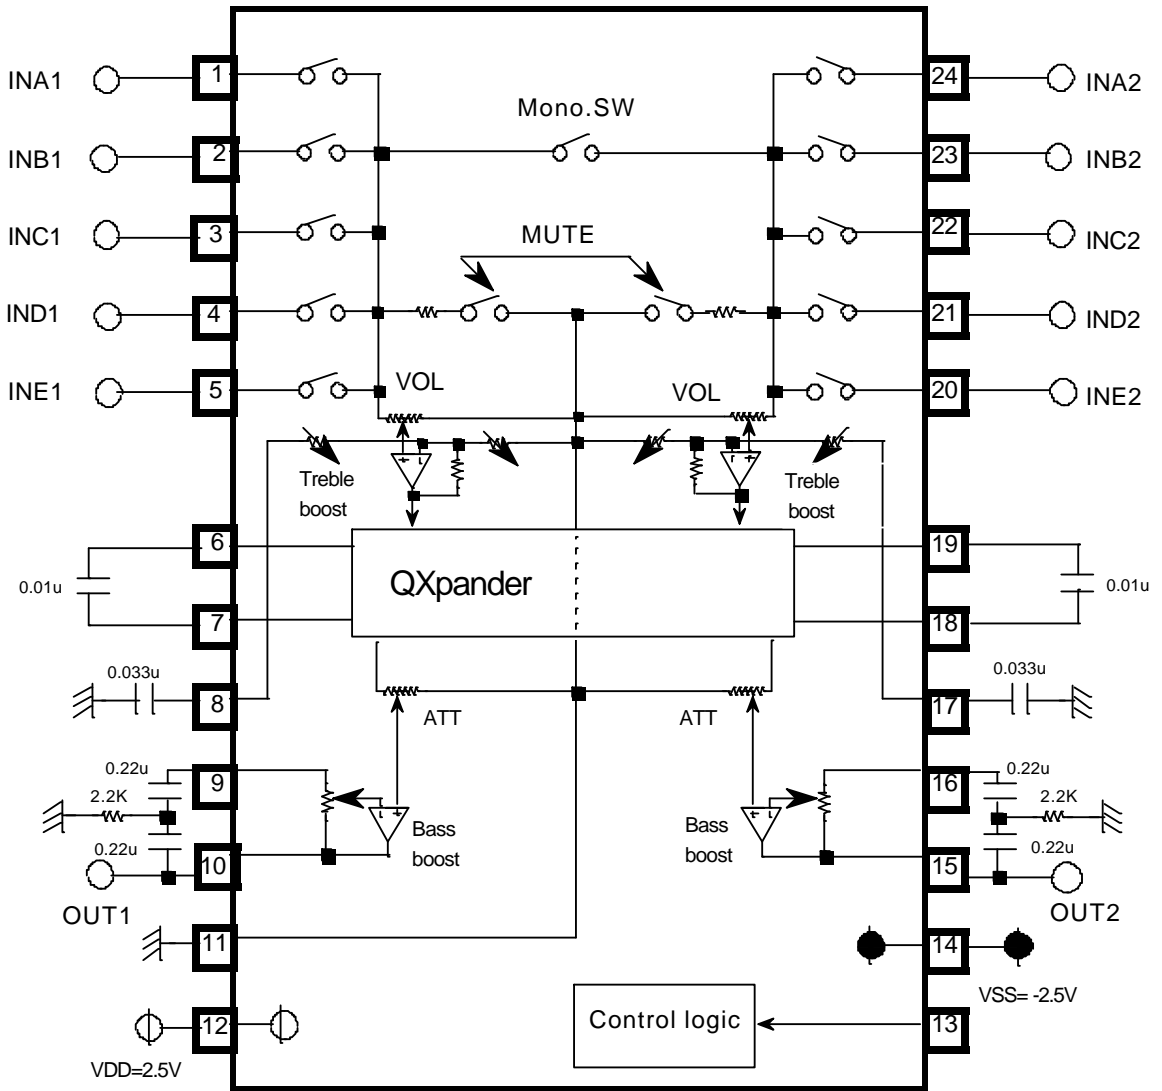 INA1
1
24
INA2
Mono.SW
INB1
2
23
INB2
INC1
3
MUTE
22
INC2
IND1
4
21
IND2
INE1
5
VOL
VOL
20
INE2
Treble
boost
Treble
boost
6
19
0.01u
QXpander
0.01u
7
18
0.033u
8
ATT
ATT
17
0.033u
0.22u
9
16
0.22u
2.2K
2.2K
0.22u
10
Bass
boost
Bass
boost
15
0.22u
OUT1
OUT2
11
14
VSS= -2.5V
12
Control logic
13
VDD=2.5V